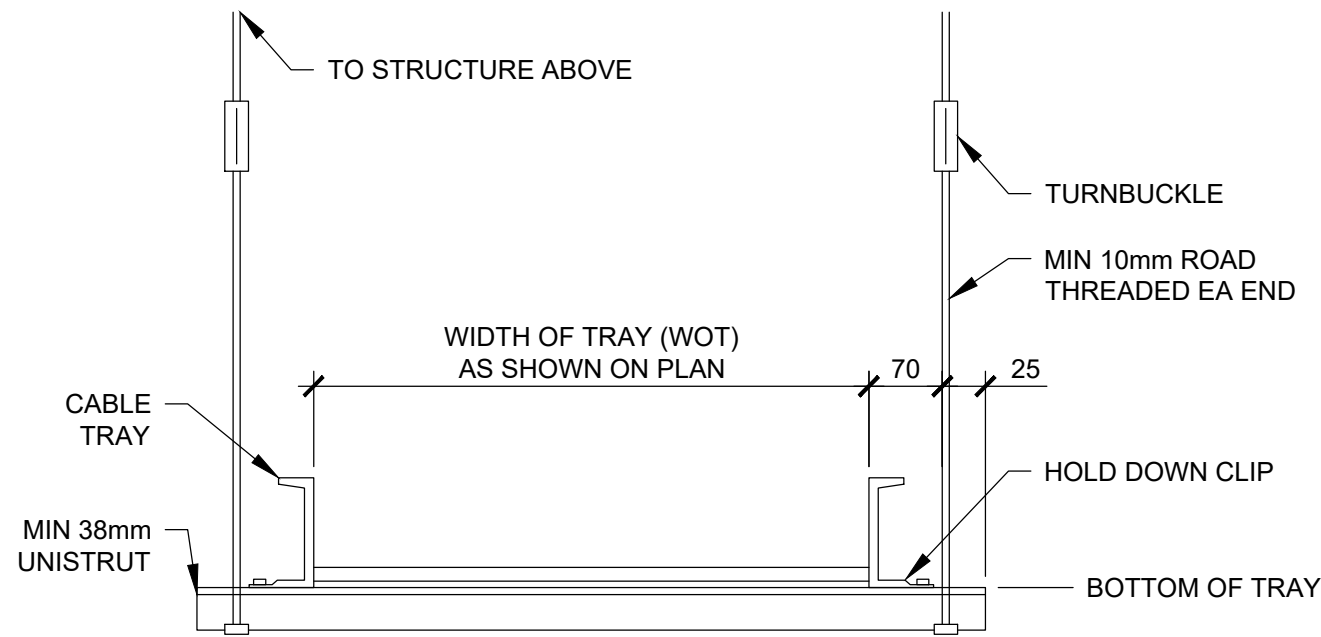 TO STRUCTURE ABOVE
TURNBUCKLE
MIN 10mm ROAD
THREADED EA END
WIDTH OF TRAY (WOT)
AS SHOWN ON PLAN
70
25
CABLE
TRAY
HOLD DOWN CLIP
MIN 38mm
UNISTRUT
BOTTOM OF TRAY